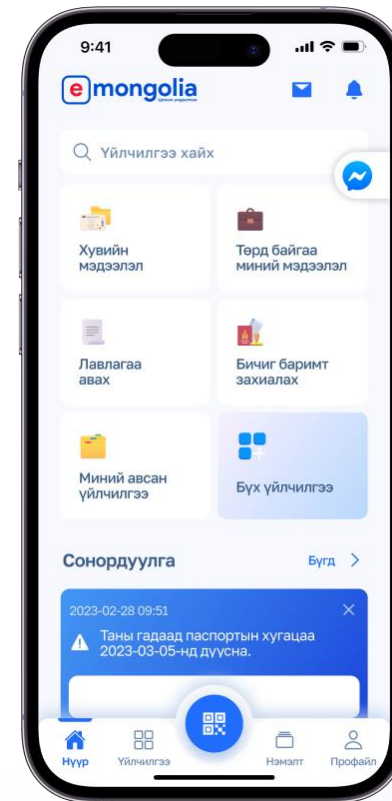 9:41
e mongolia
Үйлчилгээ хайх
Хувийн
мэдээлэл
Төрд байгаа
миний мэдээлэл
Лавлагаа
авах
Бичиг баримт
захиалах
Миний авсан
үйлчилгээ
Бүх үйлчилгээ
Сонордуулга
Бүгд
2023-02-28 09:51
Таны гадаад паспортын хугацаа
2023-03-05-нд дуусна.
Нүүр
Үйлчилгээ
Нэмэлт
Профайл